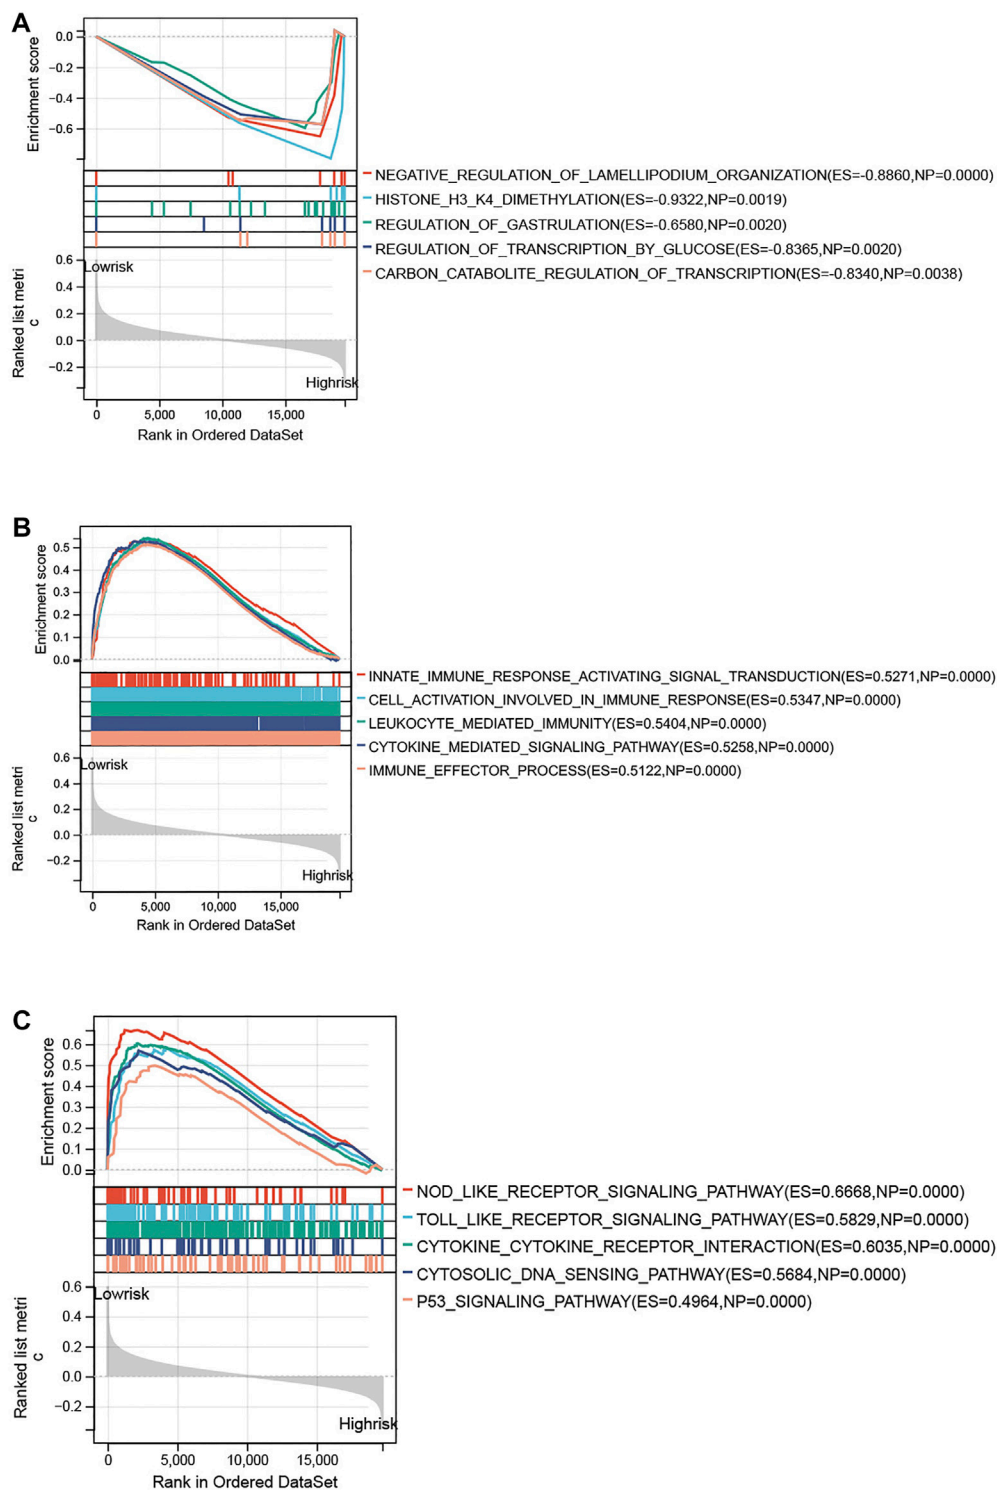 A
Enrichment score
0.0
−0.2
−0.4
−0.6
NEGATIVE_REGULATION_OF_LAMELLIPODIUM_ORGANIZATION(ES=-0.8860,NP=0.0000)
HISTONE_H3_K4_DIMETHYLATION(ES=-0.9322,NP=0.0019)
REGULATION_OF_GASTRULATION(ES=-0.6580,NP=0.0020)
REGULATION_OF_TRANSCRIPTION_BY_GLUCOSE(ES=-0.8365,NP=0.0020)
CARBON_CATABOLITE_REGULATION_OF_TRANSCRIPTION(ES=-0.8340,NP=0.0038)
Ranked list metri
c
0.6
0.4
0.2
0.0
−0.2
Lowrisk
Highrisk
0 5,000 10,000 15,000
Rank in Ordered DataSet
B
Enrichment score
0.5
0.4
0.3
0.2
0.1
0.0
INNATE_IMMUNE_RESPONSE_ACTIVATING_SIGNAL_TRANSDUCTION(ES=0.5271,NP=0.0000)
CELL_ACTIVATION_INVOLVED_IN_IMMUNE_RESPONSE(ES=0.5347,NP=0.0000)
LEUKOCYTE_MEDIATED_IMMUNITY(ES=0.5404,NP=0.0000)
CYTOKINE_MEDIATED_SIGNALING_PATHWAY(ES=0.5258,NP=0.0000)
IMMUNE_EFFECTOR_PROCESS(ES=0.5122,NP=0.0000)
Ranked list metri
c
0.6
0.4
0.2
0.0
−0.2
Lowrisk
Highrisk
0 5,000 10,000 15,000
Rank in Ordered DataSet
C
Enrichment score
0.6
0.5
0.4
0.3
0.2
0.1
0.0
NOD_LIKE_RECEPTOR_SIGNALING_PATHWAY(ES=0.6668,NP=0.0000)
TOLL_LIKE_RECEPTOR_SIGNALING_PATHWAY(ES=0.5829,NP=0.0000)
CYTOKINE_CYTOKINE_RECEPTOR_INTERACTION(ES=0.6035,NP=0.0000)
CYTOSOLIC_DNA_SENSING_PATHWAY(ES=0.5684,NP=0.0000)
P53_SIGNALING_PATHWAY(ES=0.4964,NP=0.0000)
Ranked list metri
c
0.6
0.4
0.2
0.0
−0.2
Lowrisk
Highrisk
0 5,000 10,000 15,000
Rank in Ordered DataSet